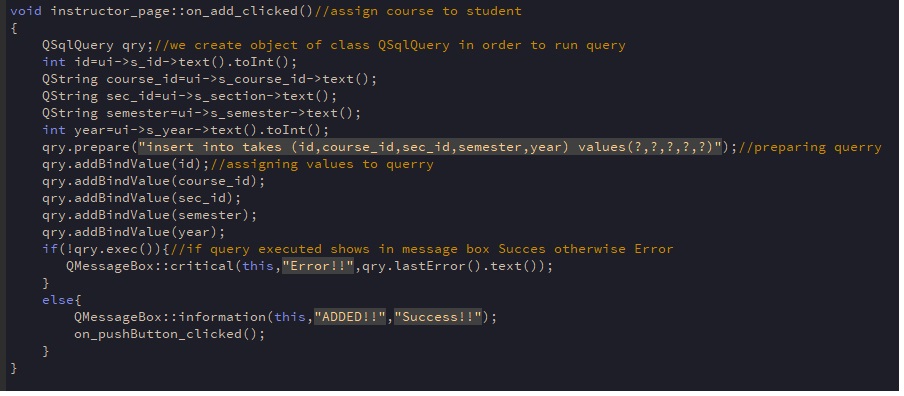 void instructor_page::on_add_clicked()//assign course to student
{
QSqlQuery qry;//we create object of class QSqlQuery in order to run query
int id=ui->s_id->text().toInt();
QString course_id=ui->s_course_id->text();
QString sec_id=ui->s_section->text();
QString semester=ui->s_semester->text();
int year=ui->s_year->text().toInt();
qry.prepare("insert into takes (id,course_id,sec_id,semester,year) values(?,?,?,?,?)");//preparing querry
qry.addBindValue(id);//assigning values to querry
qry.addBindValue(course_id);
qry.addBindValue(sec_id);
qry.addBindValue(semester);
qry.addBindValue(year);
if(!qry.exec()){//if query executed shows in message box Succes otherwise Error
QMessageBox::critical(this,"Error!!",qry.lastError().text());
}
else{
QMessageBox::information(this,"ADDED!!","Success!!");
on_pushButton_clicked();
}
}